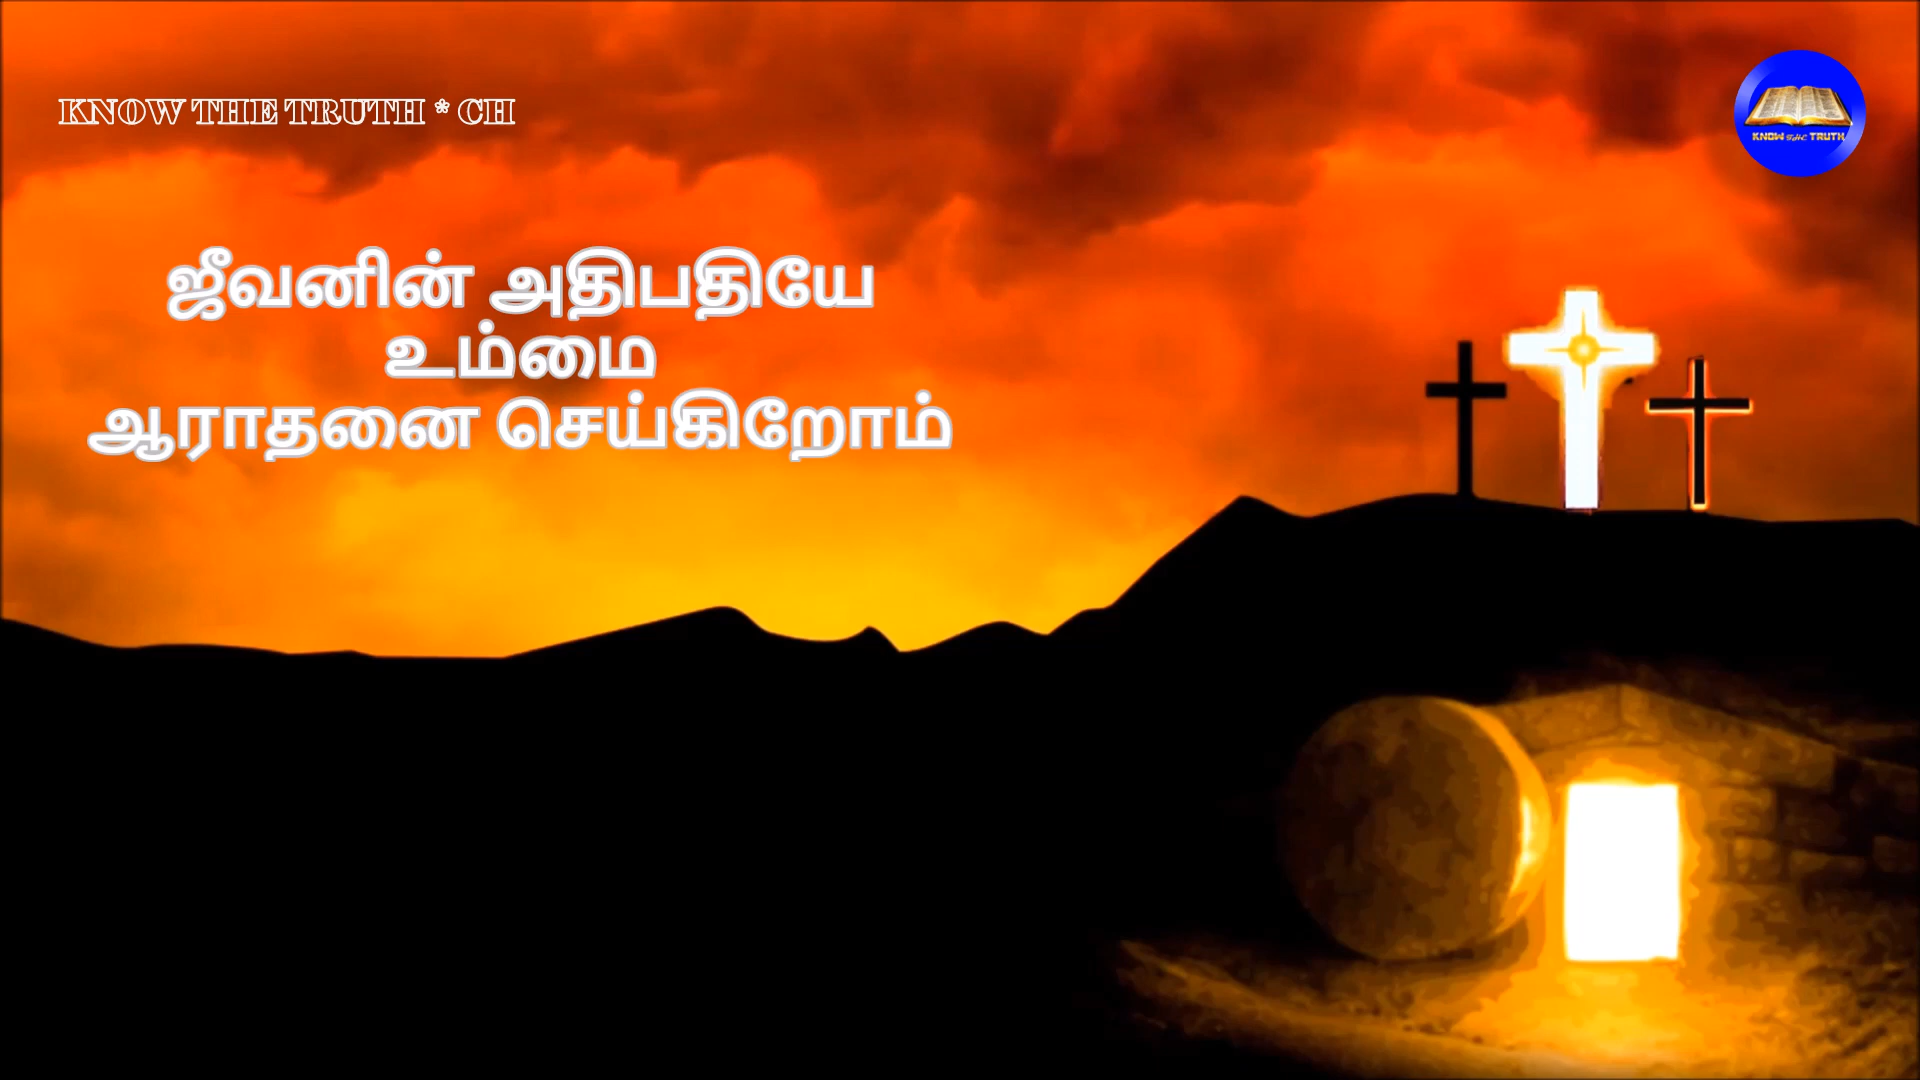 KNOW THE TRUTH * CH
KNOW THE TRUTH
ஜீவனின் அதிபதியே
உம்மை
ஆராதனை செய்கிறோம்